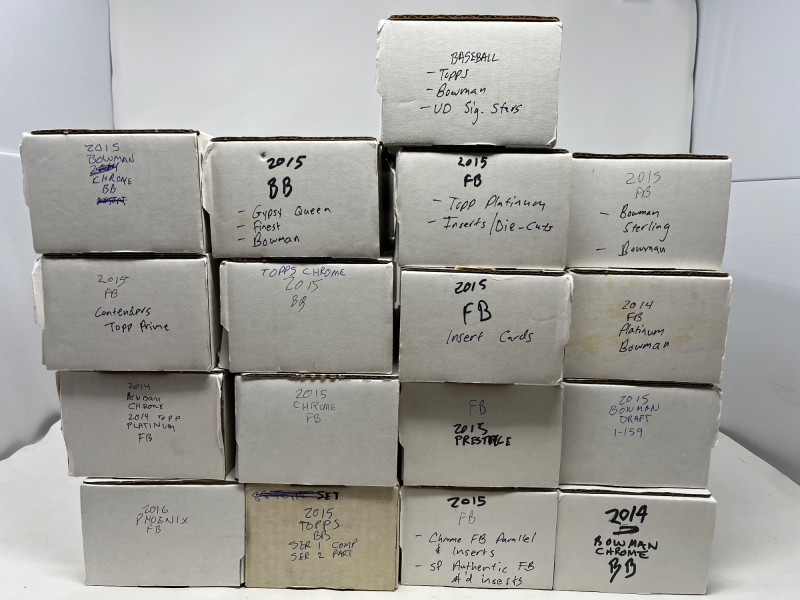 BASEBALL
- Topps
- Bowman
- UD Sig. Stars
2015
BOWMAN
CHROME
BB
2015
BB
- Gypsy Queen
- Finest
- Bowman
2015
FB
- Topp Platinum
- Inserts/Die-Cuts
2015
FB
- Bowman
Sterling
- Bowman
2015
FB
Contenders
Topp Prime
TOPPS CHROME
2015
BB
2015
FB
Insert Cards
2014
FB
Platinum
Bowman
2014
CHROME
2014 TOPP
PLATINUM
FB
2015
CHROME
FB
FB
2015
PRESTIGE
2015
BOWMAN
DRAFT
1-159
2016
PHOENIX
FB
SET
2015
TOPPS
BB
SER 1 COMP
SER 2 PART
2015
FB
- Chrome FB Parallel
& Inserts
- SP Authentic FB
#'d inserts
2014
BOWMAN
CHROME
BB